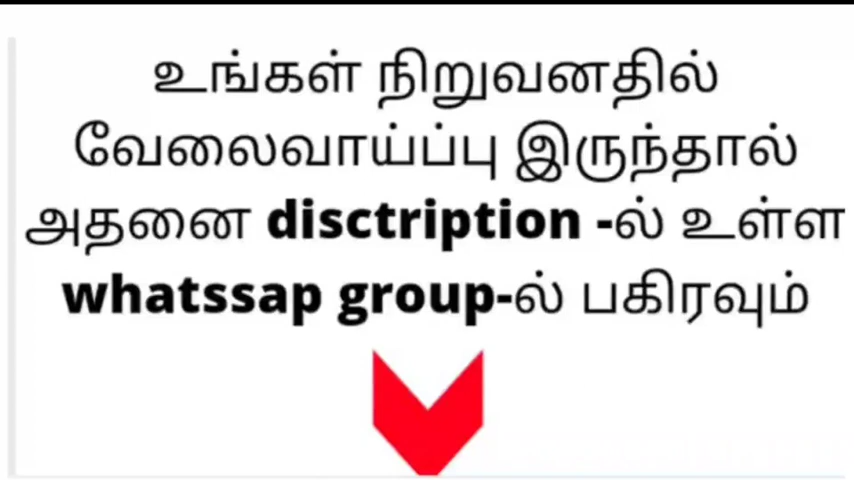 உங்கள் நிறுவனதில்
வேலைவாய்ப்பு இருந்தால்
அதனை disctription -ல் உள்ள
whatssap group-ல் பகிரவும்